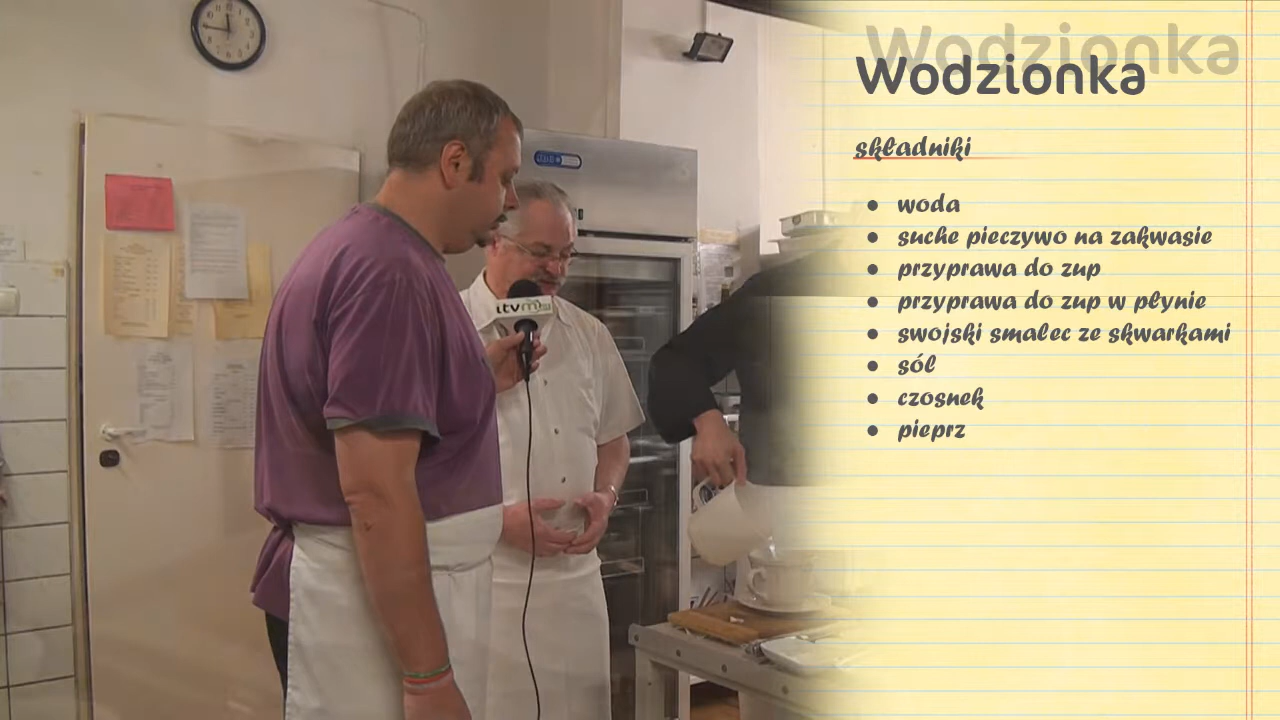 Wodzionka
Wodzionka
składniki
• woda
• suche pieczywo na zakwasie
• przyprawa do zup
• przyprawa do zup w płynie
• swojski smalec ze skwarkami
• sól
• czosnek
• pieprz
itvm